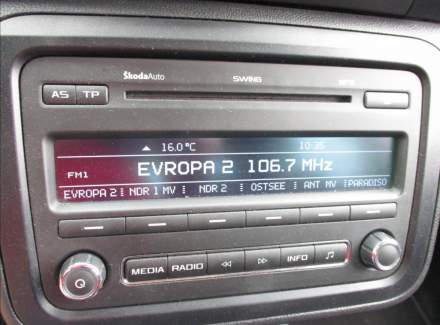 ŠkodaAuto SWING MP3
AS TP
16.0°C 10:35
FM1 EVROPA 2 106.7 MHz
EVROPA 2 NDR 1 MV NDR 2 OSTSEE ANT MV PARADISO
MEDIA RADIO INFO